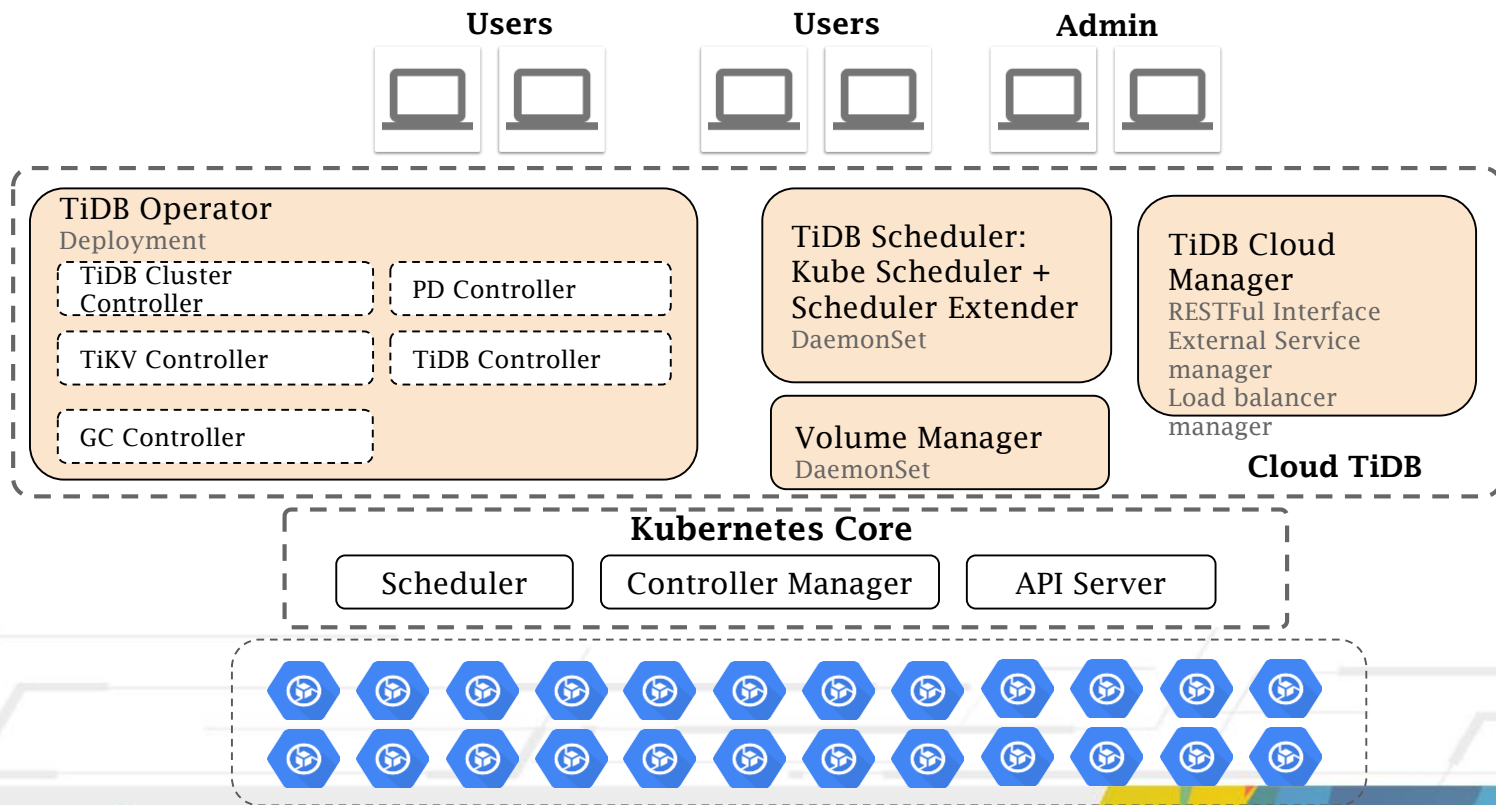 Users
Users
Admin
TiDB Operator
Deployment
TiDB Cluster
Controller
PD Controller
TiKV Controller
TiDB Controller
GC Controller
TiDB Scheduler:
Kube Scheduler +
Scheduler Extender
DaemonSet
Volume Manager
DaemonSet
TiDB Cloud
Manager
RESTFul Interface
External Service
manager
Load balancer
manager
Cloud TiDB
Kubernetes Core
Scheduler
Controller Manager
API Server